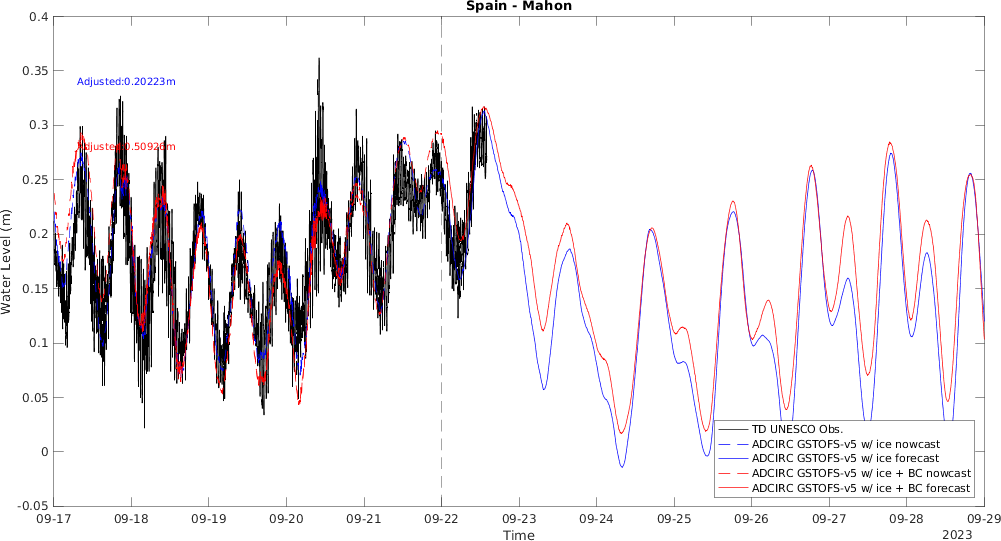 Spain - Mahon
0.4
0.35
0.3
0.25
0.2
0.15
0.1
0.05
0
-0.05
Water Level (m)
Adjusted:0.20223m
Adjusted:0.50926m
TD UNESCO Obs.
ADCIRC GSTOFS-v5 w/ ice nowcast
ADCIRC GSTOFS-v5 w/ ice forecast
ADCIRC GSTOFS-v5 w/ ice + BC nowcast
ADCIRC GSTOFS-v5 w/ ice + BC forecast
09-17 09-18 09-19 09-20 09-21 09-22 09-23 09-24 09-25 09-26 09-27 09-28 09-29
Time
2023